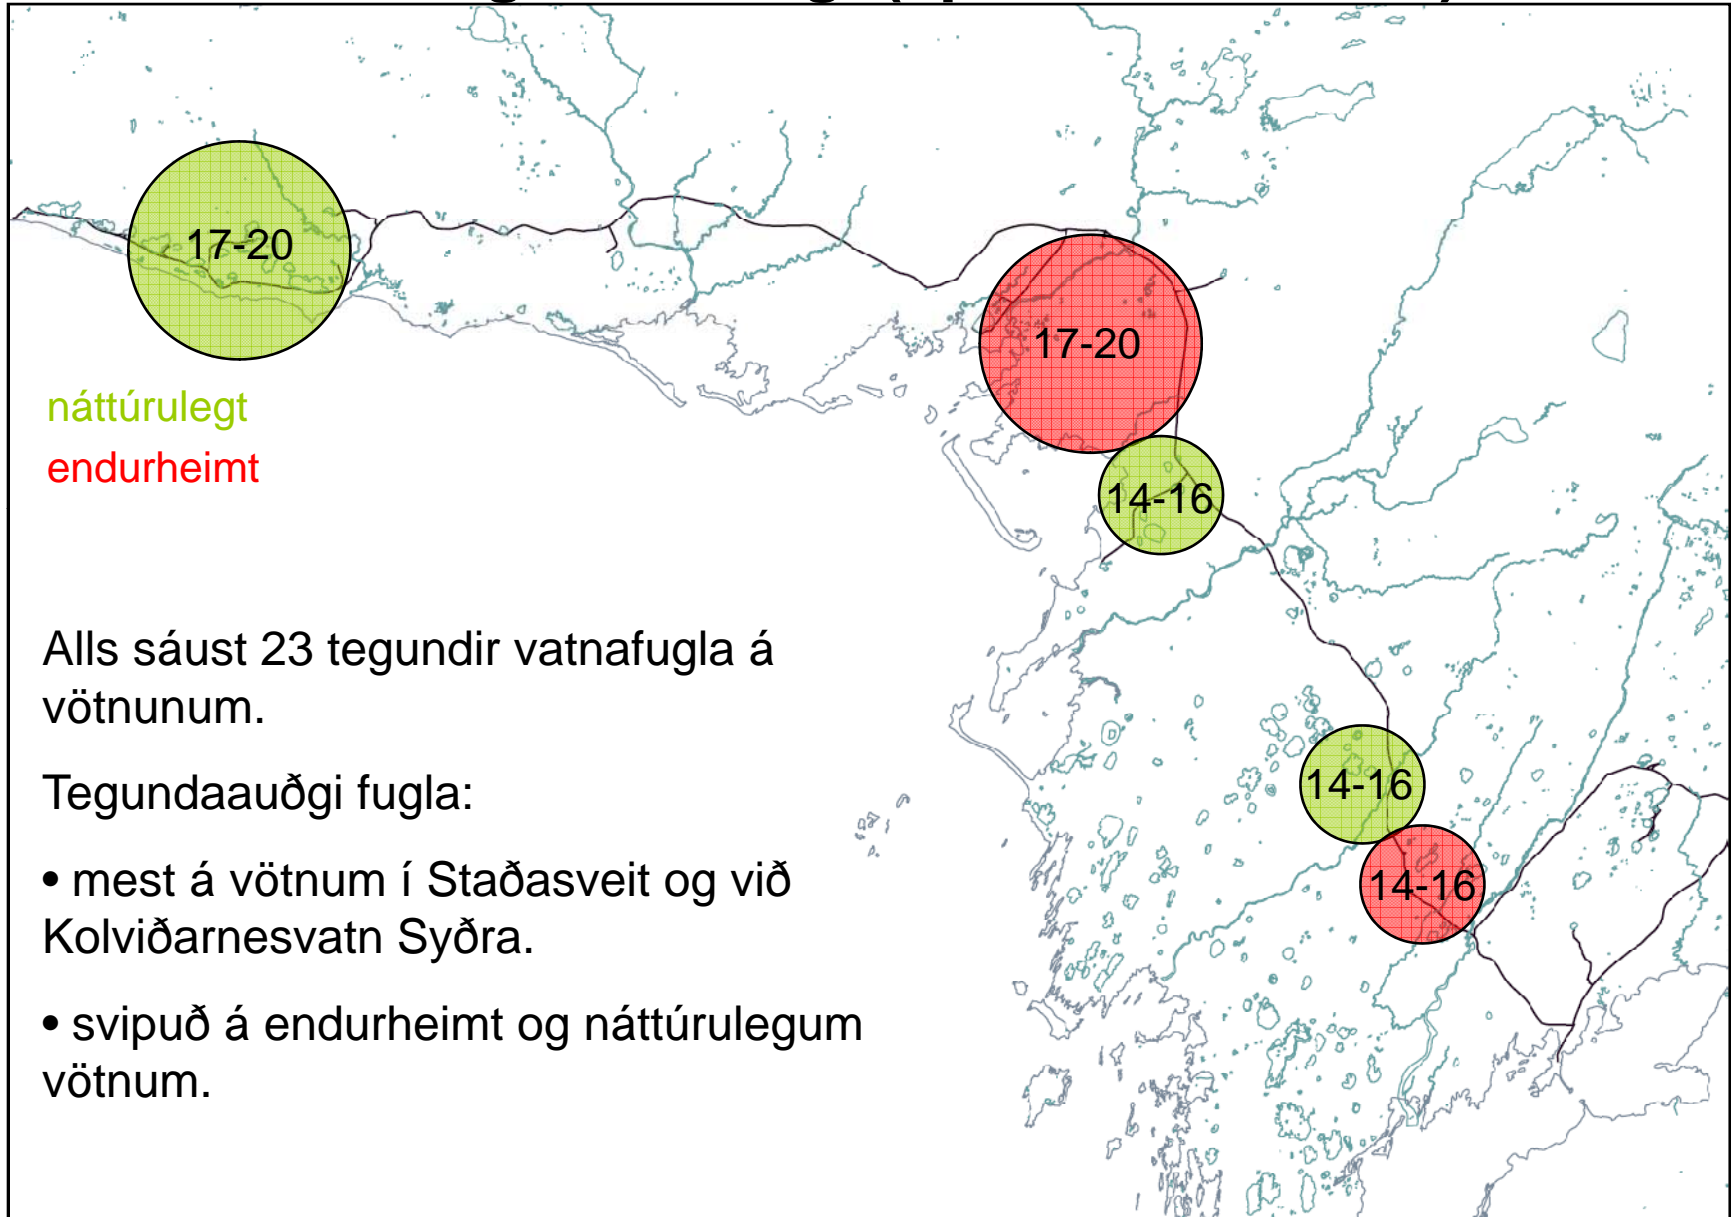 17-20
17-20
náttúrulegt
endurheimt
14-16
Alls sáust 23 tegundir vatnafugla á
vötnunum.
Tegundaauðgi fugla:
14-16
• mest á vötnum í Staðasveit og við
Kolviðarnesvatn Syðra.
14-16
• svipuð á endurheimt og náttúrulegum
vötnum.